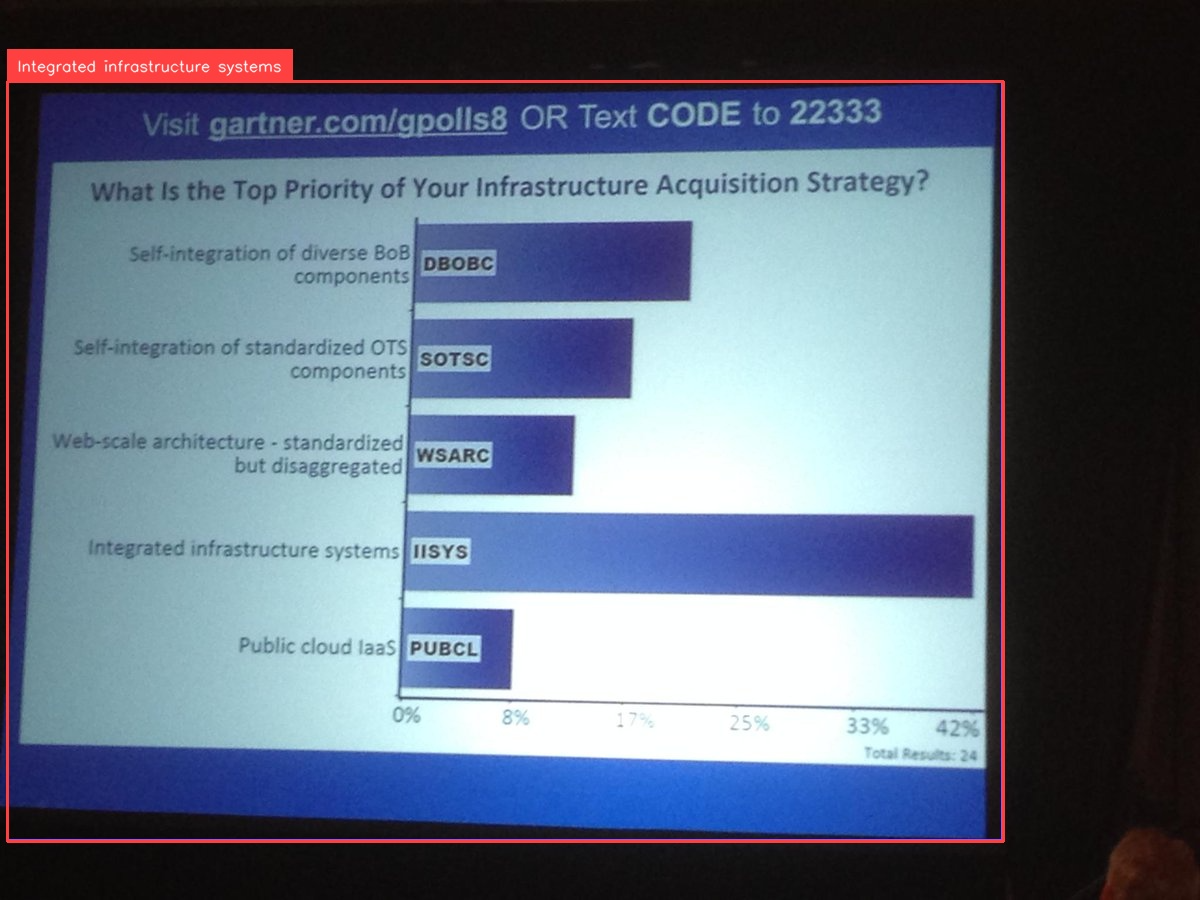 Integrated infrastructure systems
Visit gartner.com/gpolls8 OR Text CODE to 22333
What Is the Top Priority of Your Infrastructure Acquisition Strategy?
Self-integration of diverse BoB
components
DBOBC
Self-integration of standardized OTS
components
SOTSC
Web-scale architecture - standardized
but disaggregated
WSARC
Integrated infrastructure systems
IISYS
Public cloud IaaS
PUBCL
0% 8% 17% 25% 33% 42%
Total Results: 24